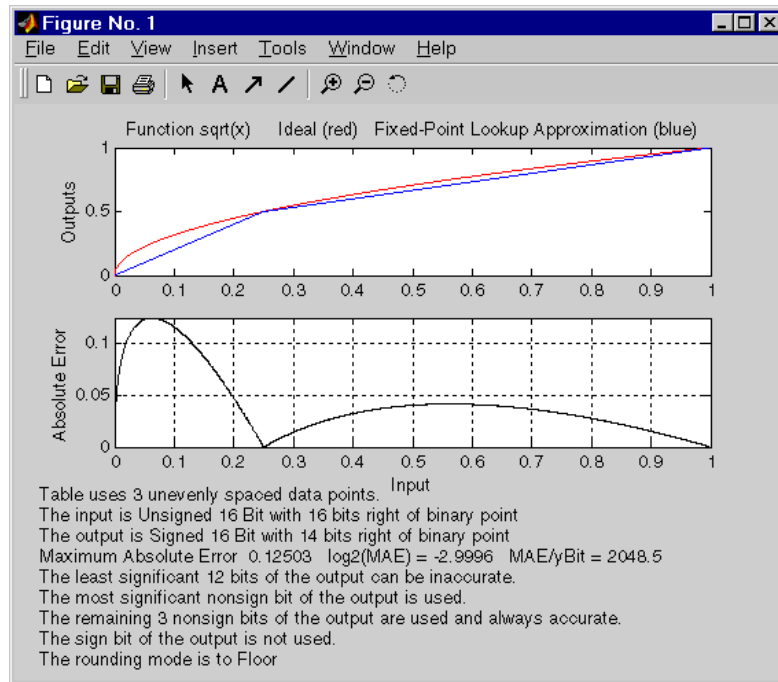 Figure No. 1
File Edit View Insert Tools Window Help
A
Function sqrt(x) Ideal (red) Fixed-Point Lookup Approximation (blue)
1
0.5
0
Outputs
0 0.1 0.2 0.3 0.4 0.5 0.6 0.7 0.8 0.9 1
0.1
0.05
0
Absolute Error
0 0.1 0.2 0.3 0.4 0.5 0.6 0.7 0.8 0.9 1
Input
Table uses 3 unevenly spaced data points.
The input is Unsigned 16 Bit with 16 bits right of binary point
The output is Signed 16 Bit with 14 bits right of binary point
Maximum Absolute Error 0.12503 log2(MAE) = -2.9996 MAE/yBit = 2048.5
The least significant 12 bits of the output can be inaccurate.
The most significant nonsign bit of the output is used.
The remaining 3 nonsign bits of the output are used and always accurate.
The sign bit of the output is not used.
The rounding mode is to Floor